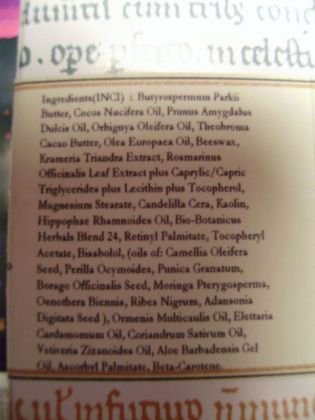 Ingredients(INCI) : Butyrospermum Parkii
Butter, Cocos Nucifera Oil, Prunus Amygdalus
Dulcis Oil, Orbignya Oleifera Oil, Theobroma
Cacao Butter, Olea Europaea Oil, Beeswax,
Krameria Triandra Extract, Rosmarinus
Officinalis Leaf Extract plus Caprylic/Capric
Triglycerides plus Lecithin plus Tocopherol,
Magnesium Stearate, Candelilla Cera, Kaolin,
Hippophae Rhamnoides Oil, Bio-Botanicus
Herbals Blend 24, Retinyl Palmitate, Tocopheryl
Acetate, Bisabolol, (oils of: Camellia Oleifera
Seed, Perilla Ocymoides, Punica Granatum,
Borago Officinalis Seed, Moringa Pterygosperma,
Oenothera Biennis, Ribes Nigrum, Adansonia
Digitata Seed ), Ormenis Multicaulis Oil, Elettaria
Cardamomum Oil, Coriandrum Sativum Oil,
Vetiveria Zizanoides Oil, Aloe Barbadensis Gel
Oil, Ascorbyl Palmitate, Beta-Carotene.